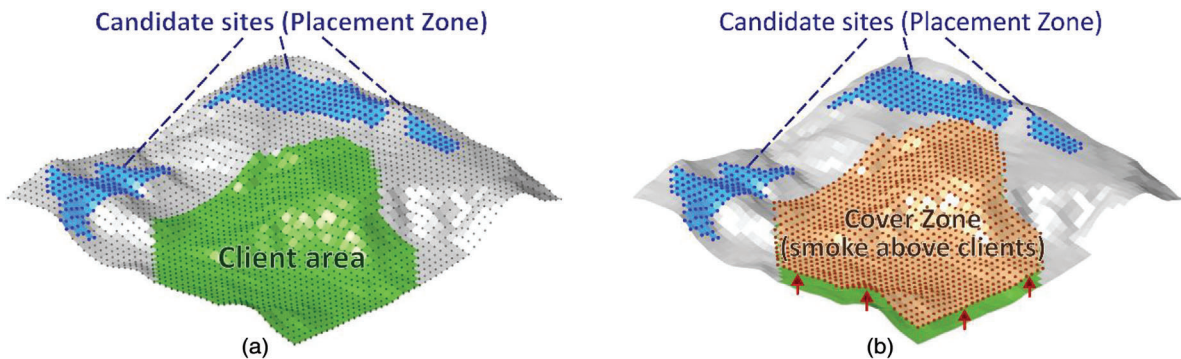 Candidate sites (Placement Zone)
Client area
(a)
Candidate sites (Placement Zone)
Cover Zone
(smoke above clients)
(b)